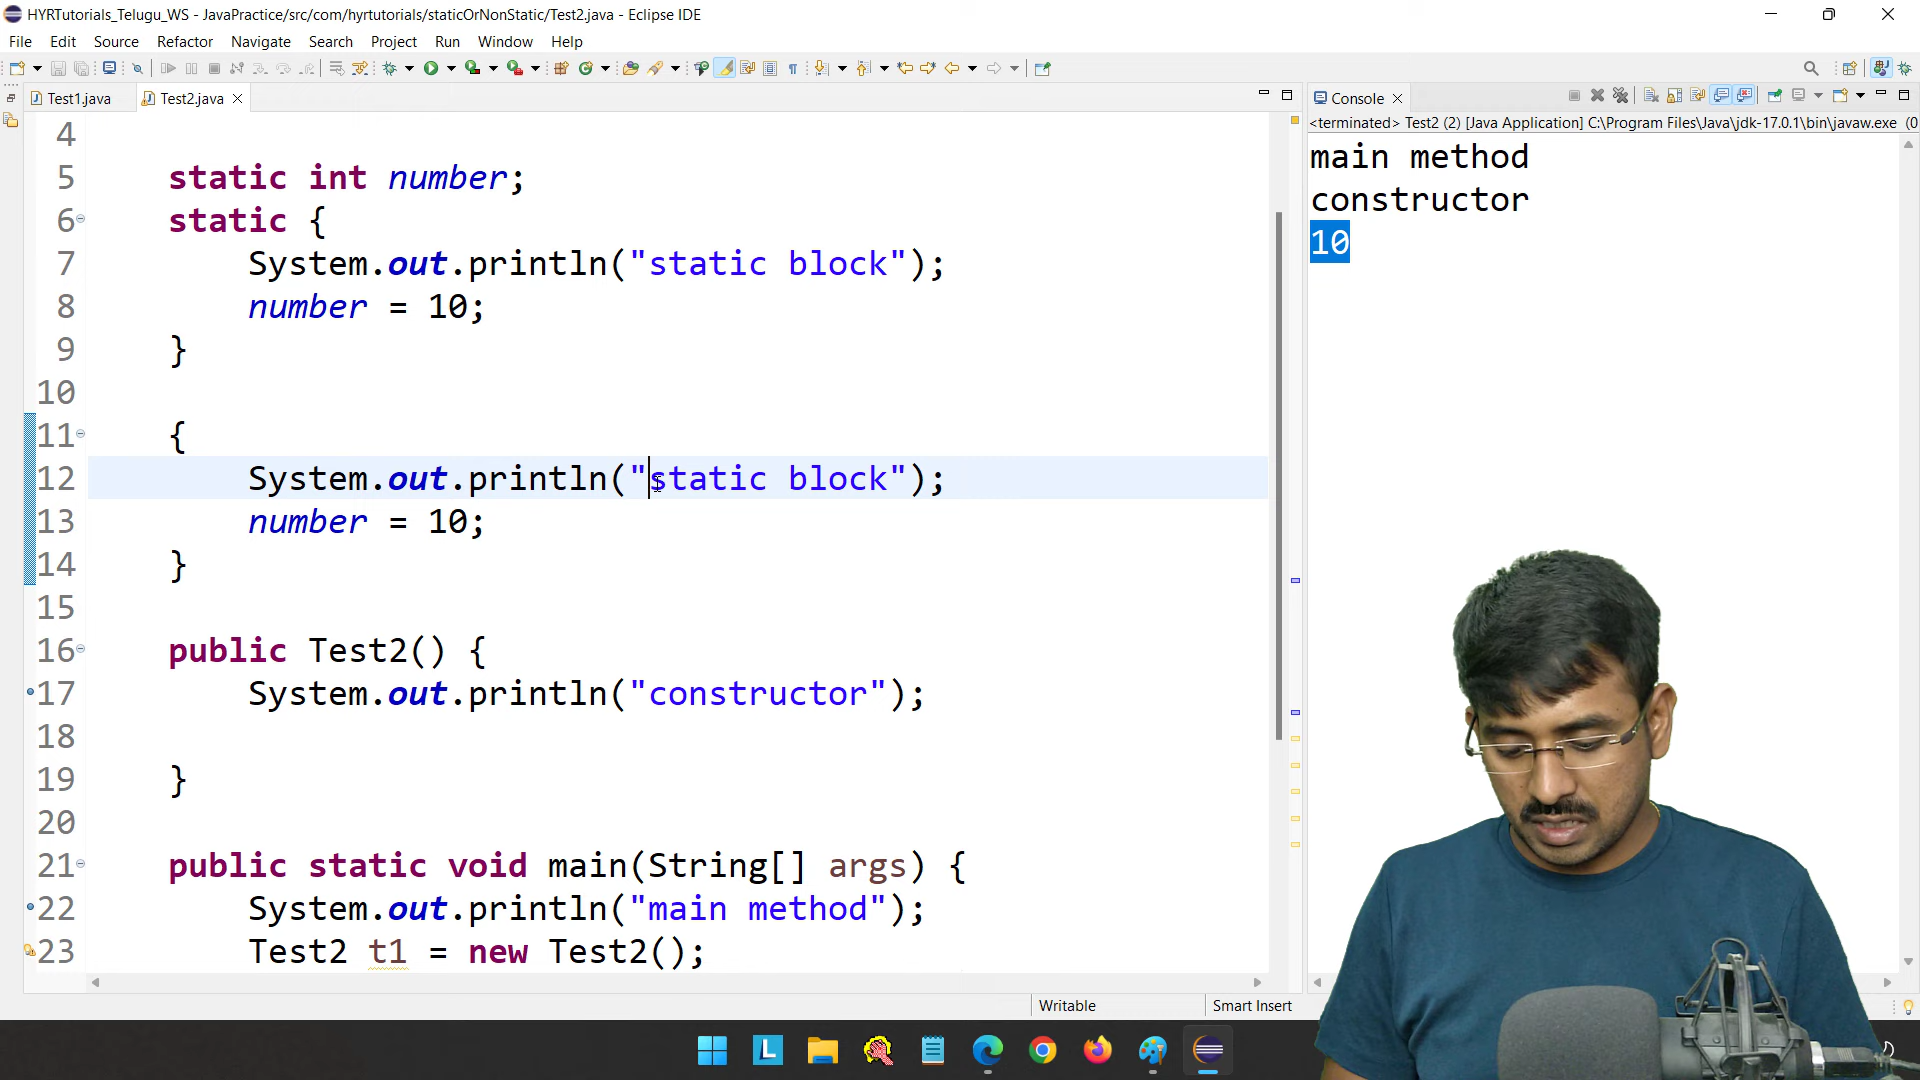 HYRTutorials_Telugu_WS - JavaPractice/src/com/hyrtutorials/staticOrNonStatic/Test2.java - Eclipse IDE
File Edit Source Refactor Navigate Search Project Run Window Help
Test1.java Test2.java
4
5 static int number;
6 static {
7 System.out.println("static block");
8 number = 10;
9 }
10
11 {
12 System.out.println("static block");
13 number = 10;
14 }
15
16 public Test2() {
17 System.out.println("constructor");
18
19 }
20
21 public static void main(String[] args) {
22 System.out.println("main method");
23 Test2 t1 = new Test2();
Console
<terminated> Test2 (2) [Java Application] C:\Program Files\Java\jdk-17.0.1\bin\javaw.exe (0
main method
constructor
10
Writable Smart Insert
L